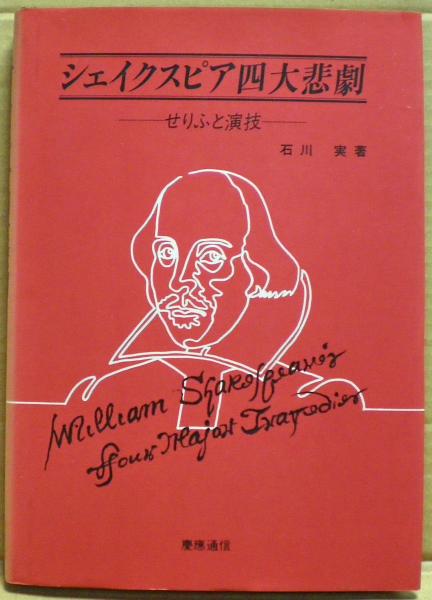 シェイクスピア四大悲劇
せりふと演技
石川 実 著
William Shakespeare's
Four Major Tragedies
慶應通信